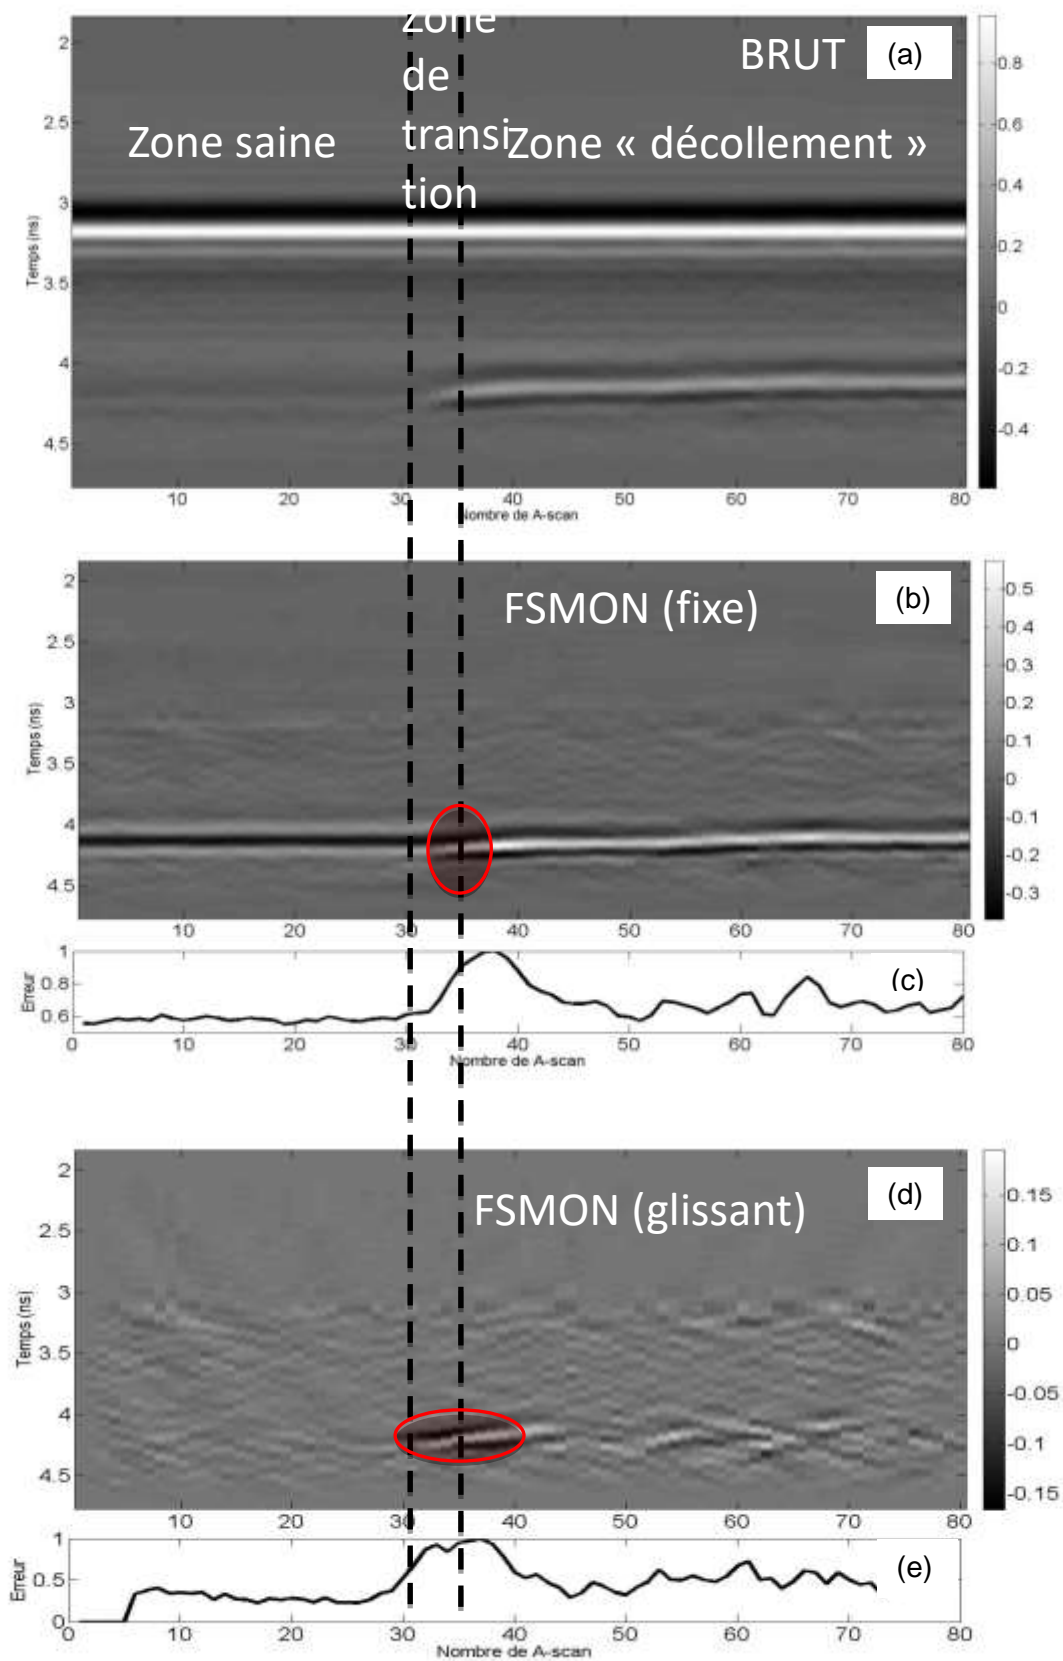 zone
de
transi
tion
BRUT
(a)
Zone saine
Zone « décollement »
2
2.5
3
3.5
4
4.5
Temps (ns)
0.8
0.6
0.4
0.2
0
-0.2
-0.4
10 20 30 40 50 60 70 80
Nombre de A-scan
FSMON (fixe)
(b)
2
2.5
3
3.5
4
4.5
Temps (ns)
0.5
0.4
0.3
0.2
0.1
0
-0.1
-0.2
-0.3
10 20 30 40 50 60 70 80
(c)
1
0.8
0.6
Erreur
0 10 20 30 40 50 60 70 80
Nombre de A-scan
FSMON (glissant)
(d)
2
2.5
3
3.5
4
4.5
Temps (ns)
0.15
0.1
0.05
0
-0.05
-0.1
-0.15
10 20 30 40 50 60 70 80
(e)
1
0.5
0
Erreur
0 10 20 30 40 50 60 70 80
Nombre de A-scan